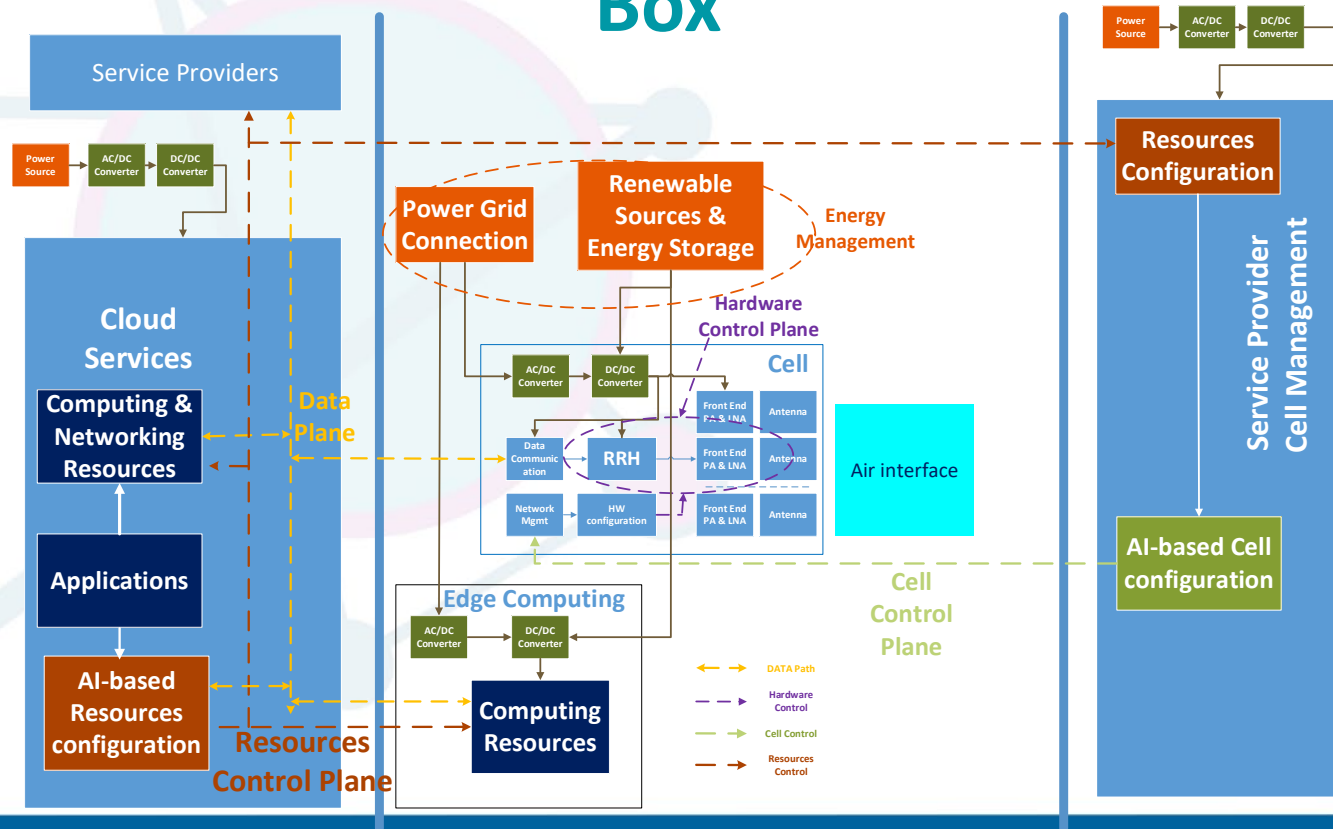 Box
Service Providers
Power
Source
AC/DC
Converter
DC/DC
Converter
Cloud
Services
Computing &
Networking
Resources
Applications
AI-based
Resources
configuration
Data
Plane
Resources
Control Plane
Power Grid
Connection
Renewable
Sources &
Energy Storage
Energy
Management
Hardware
Control Plane
Cell
AC/DC
Converter
DC/DC
Converter
Front End
PA & LNA
Antenna
Data
Communic
ation
RRH
Front End
PA & LNA
Antenna
Network
Mgmt
HW
configuration
Front End
PA & LNA
Antenna
Air interface
Edge Computing
AC/DC
Converter
DC/DC
Converter
Computing
Resources
Cell
Control
Plane
DATA Path
Hardware
Control
Cell Control
Resources
Control
Power
Source
AC/DC
Converter
DC/DC
Converter
Resources
Configuration
Service Provider
Cell Management
AI-based Cell
configuration